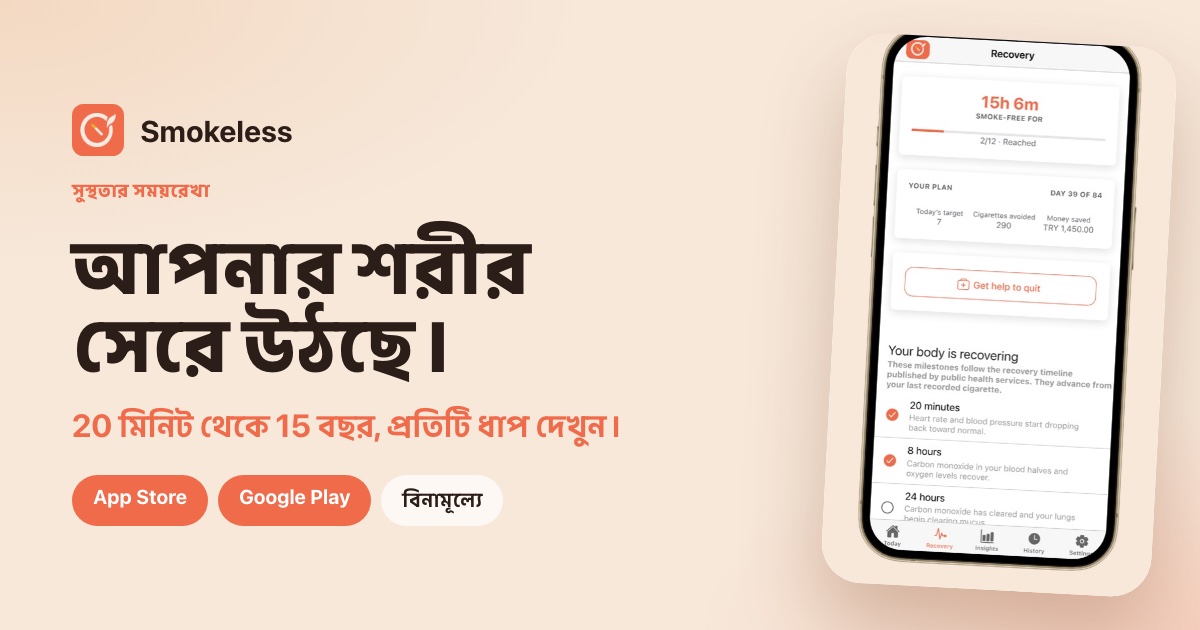 Smokeless
সুস্থতার সময়রেখা
আপনার শরীর
সেরে উঠছে।
20 মিনিট থেকে 15 বছর, প্রতিটি ধাপ দেখুন।
App Store
Google Play
বিনামূল্যে
Recovery
15h 6m
SMOKE-FREE FOR
2/12 · Reached
YOUR PLAN
DAY 39 OF 84
Today's target
Cigarettes avoided
Money saved
7
290
TRY 1,450.00
Get help to quit
Your body is recovering
These milestones follow the recovery timeline
published by public health services. They advance from
your last recorded cigarette.
20 minutes
Heart rate and blood pressure start dropping
back toward normal.
8 hours
Carbon monoxide in your blood halves and
oxygen levels recover.
24 hours
Carbon monoxide has cleared and your lungs
begin clearing mucus.
Today
Recovery
Insights
History
Settings